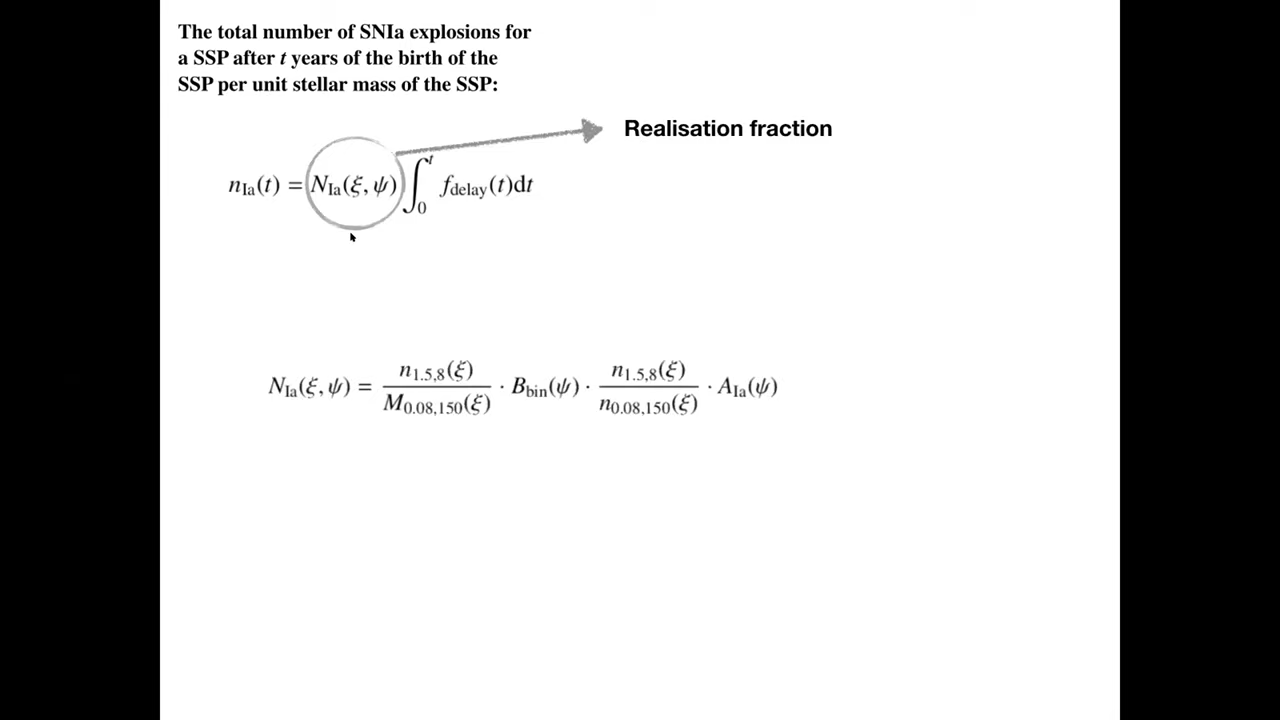 The total number of SNIa explosions for
a SSP after t years of the birth of the
SSP per unit stellar mass of the SSP:
Realisation fraction
n_Ia(t) = N_Ia(ξ, ψ) ∫_0^t f_delay(t)dt
N_Ia(ξ, ψ) = n_1.5,8(ξ) / M_0.08,150(ξ) · B_bin(ψ) · n_1.5,8(ξ) / n_0.08,150(ξ) · A_Ia(ψ)